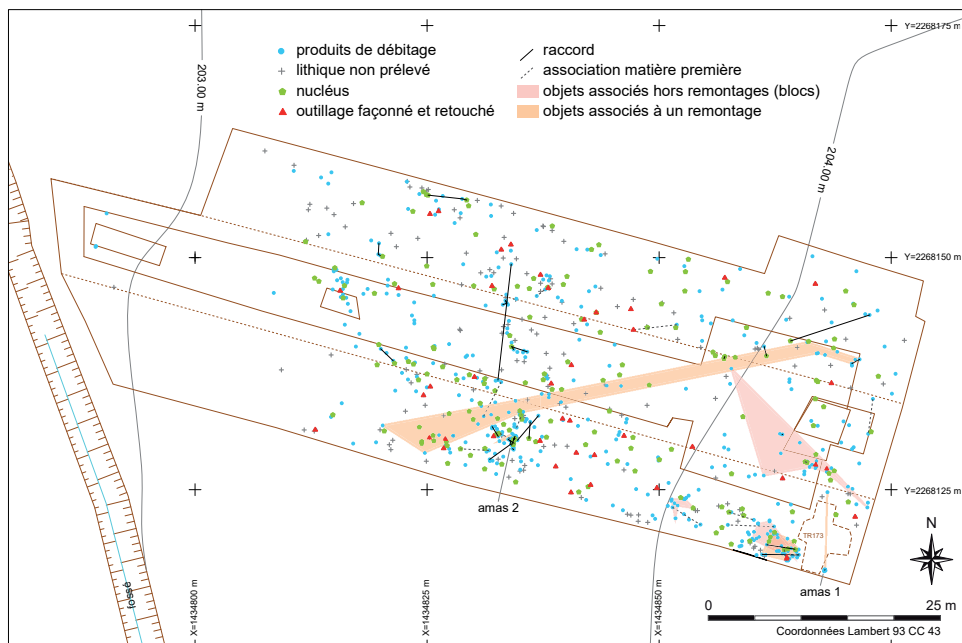 Y=2268175 m
produits de débitage
lithique non prélevé
nucléus
outillage façonné et retouché
raccord
association matière première
objets associés hors remontages (blocs)
objets associés à un remontage
203.00 m
204.00 m
Y=2268150 m
Y=2268125 m
amas 2
TR173
amas 1
fossé
N
X=1434800 m
X=1434825 m
X=1434850 m
0 25 m
Coordonnées Lambert 93 CC 43